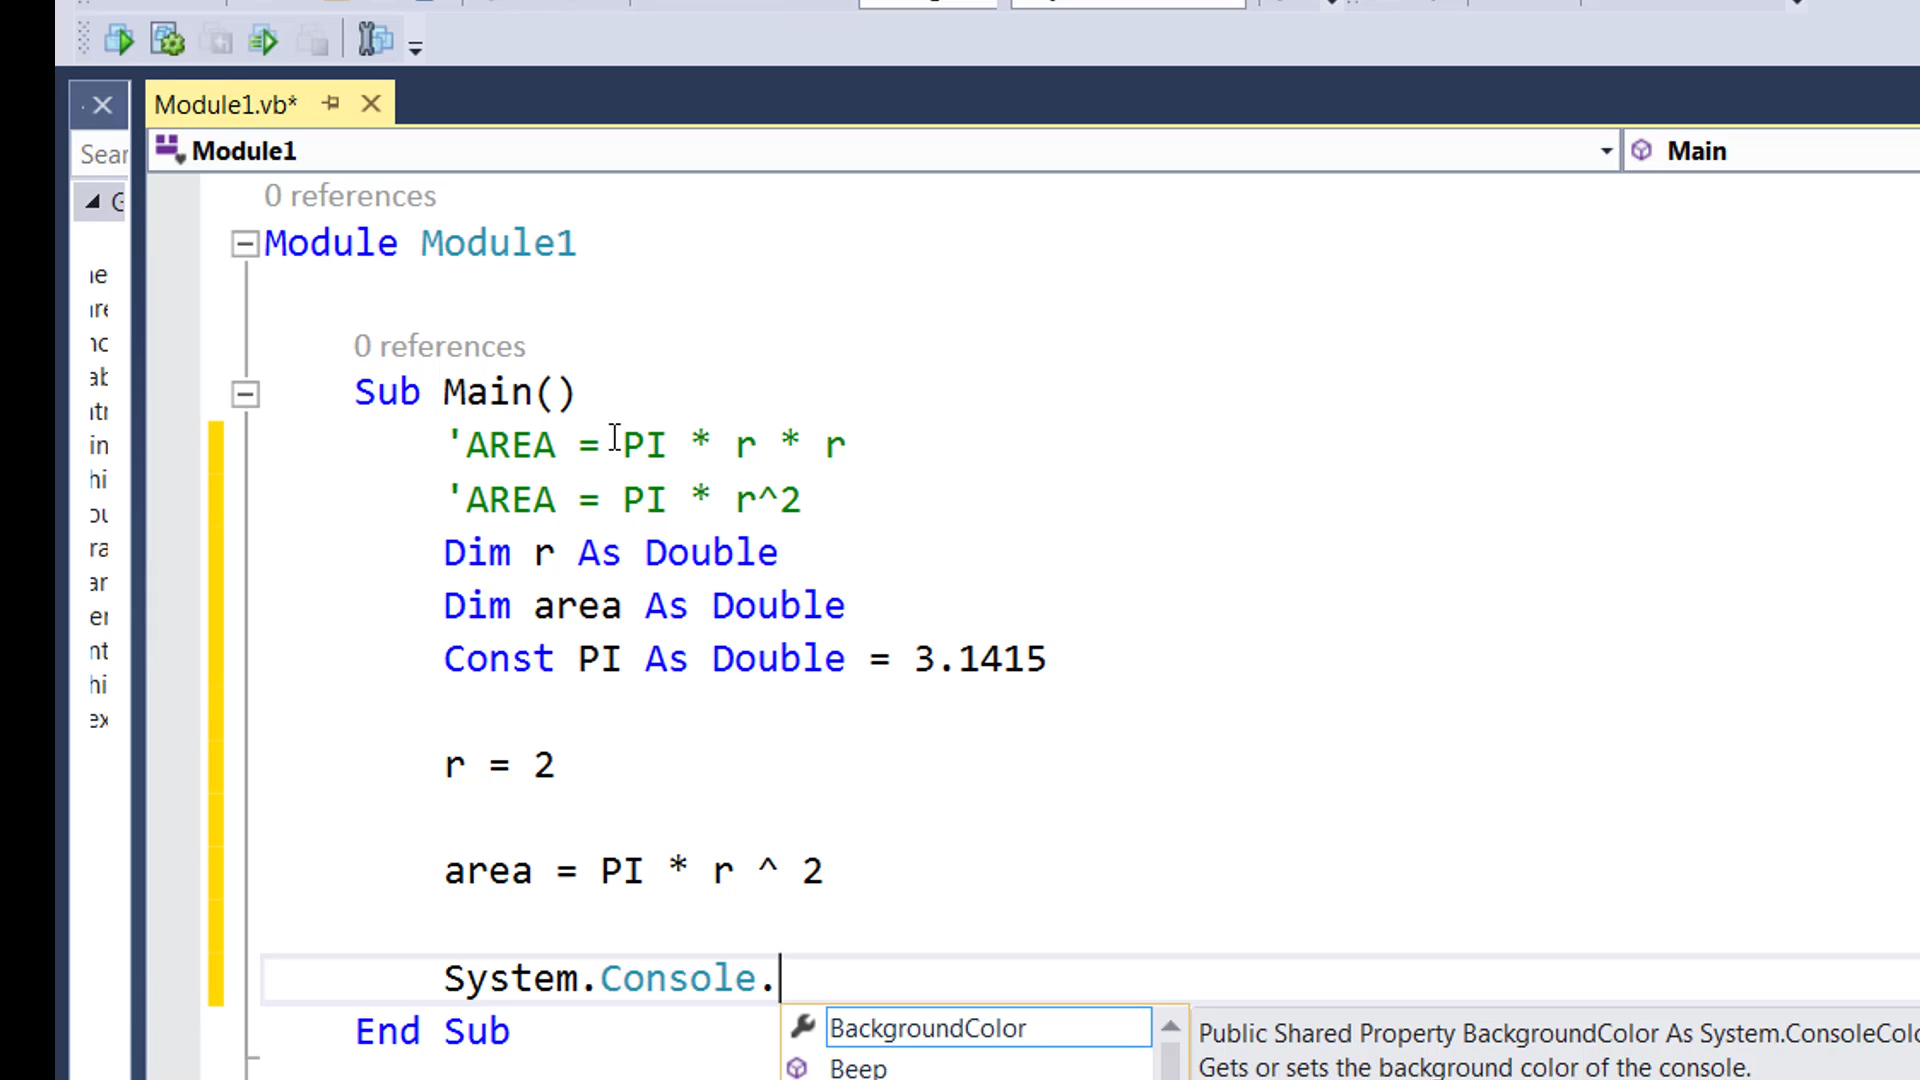 Module1.vb*
Sear
Module1
Main
0 references
Module Module1
0 references
Sub Main()
'AREA = PI * r * r
'AREA = PI * r^2
Dim r As Double
Dim area As Double
Const PI As Double = 3.1415
r = 2
area = PI * r ^ 2
System.Console.
End Sub
BackgroundColor
Beep
Public Shared Property BackgroundColor As System.ConsoleColo
Gets or sets the background color of the console.